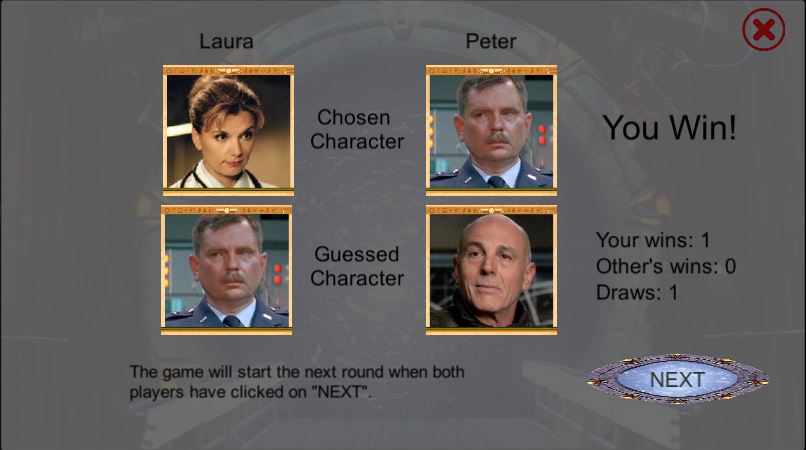 Laura
Peter
Chosen
Character
You Win!
Guessed
Character
Your wins: 1
Other's wins: 0
Draws: 1
The game will start the next round when both
players have clicked on "NEXT".
NEXT